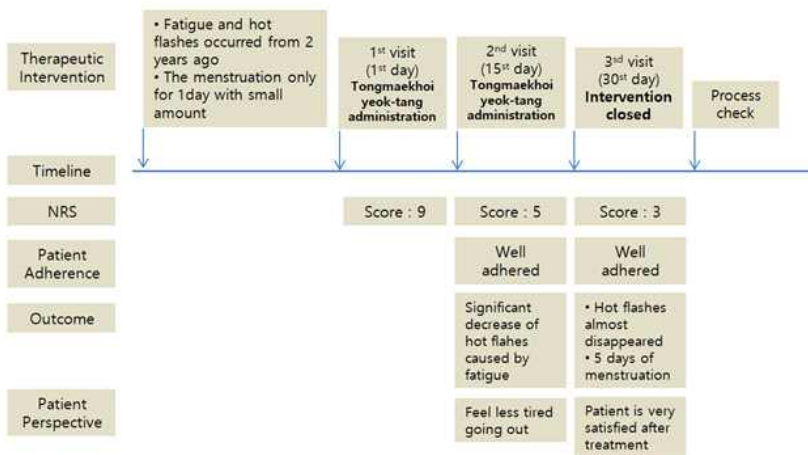 Therapeutic
Intervention
• Fatigue and hot
flashes occurred from 2
years ago
• The menstruation only
for 1day with small
amount
1st visit
(1st day)
Tongmaekhoi
yeok-tang
administration
2nd visit
(15st day)
Tongmaekhoi
yeok-tang
administration
3rd visit
(30st day)
Intervention
closed
Process
check
Timeline
NRS
Score : 9
Score : 5
Score : 3
Patient
Adherence
Well
adhered
Well
adhered
Outcome
Significant
decrease of
hot flahes
caused by
fatigue
• Hot flashes
almost
disappeared
• 5 days of
menstruation
Patient
Perspective
Feel less tired
going out
Patient is very
satisfied after
treatment